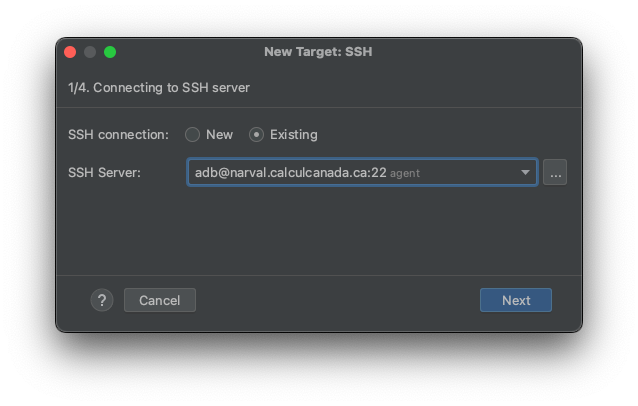 New Target: SSH
1/4. Connecting to SSH server
SSH connection: New Existing
SSH Server: adb@narval.calculcanada.ca:22 agent ...
? Cancel Next